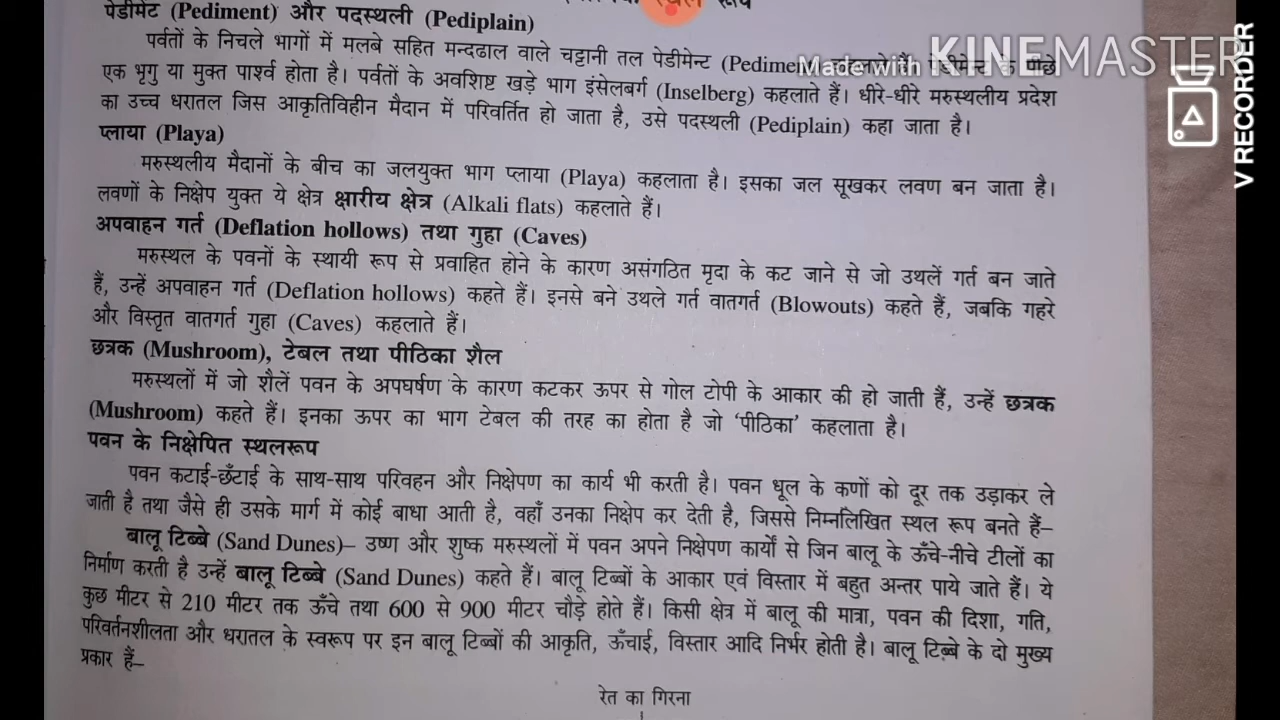 स्थल रूप
पेडीमेंट (Pediment) और पदस्थली (Pediplain)
पर्वतों के निचले भागों में मलबे सहित मन्दढाल वाले चट्टानी तल पेडीमेन्ट (Pediment)
एक भृगु या मुक्त पार्श्व होता है। पर्वतों के अवशिष्ट खड़े भाग इंसेलबर्ग (Inselberg) कहलाते हैं। धीरे-धीरे मरुस्थलीय प्रदेश
का उच्च धरातल जिस आकृतिविहीन मैदान में परिवर्तित हो जाता है, उसे पदस्थली (Pediplain) कहा जाता है।
प्लाया (Playa)
मरुस्थलीय मैदानों के बीच का जलयुक्त भाग प्लाया (Playa) कहलाता है। इसका जल सूखकर लवण बन जाता है।
लवणों के निक्षेप युक्त ये क्षेत्र क्षारीय क्षेत्र (Alkali flats) कहलाते हैं।
अपवाहन गर्त (Deflation hollows) तथा गुहा (Caves)
मरुस्थल के पवनों के स्थायी रूप से प्रवाहित होने के कारण असंगठित मृदा के कट जाने से जो उथलें गर्त बन जाते
हैं, उन्हें अपवाहन गर्त (Deflation hollows) कहते हैं। इनसे बने उथले गर्त वातगर्त (Blowouts) कहते हैं, जबकि गहरे
और विस्तृत वातगर्त गुहा (Caves) कहलाते हैं।
छत्रक (Mushroom), टेबल तथा पीठिका शैल
मरुस्थलों में जो शैलें पवन के अपघर्षण के कारण कटकर ऊपर से गोल टोपी के आकार की हो जाती हैं, उन्हें छत्रक
(Mushroom) कहते हैं। इनका ऊपर का भाग टेबल की तरह का होता है जो ‘पीठिका’ कहलाता है।
पवन के निक्षेपित स्थलरूप
पवन कटाई-छँटाई के साथ-साथ परिवहन और निक्षेपण का कार्य भी करती है। पवन धूल के कणों को दूर तक उड़ाकर ले
जाती है तथा जैसे ही उसके मार्ग में कोई बाधा आती है, वहाँ उनका निक्षेप कर देती है, जिससे निम्नलिखित स्थल रूप बनते हैं–
बालू टिब्बे (Sand Dunes)– उष्ण और शुष्क मरुस्थलों में पवन अपने निक्षेपण कार्यों से जिन बालू के ऊँचे-नीचे टीलों का
निर्माण करती है उन्हें बालू टिब्बे (Sand Dunes) कहते हैं। बालू टिब्बों के आकार एवं विस्तार में बहुत अन्तर पाये जाते हैं। ये
कुछ मीटर से 210 मीटर तक ऊँचे तथा 600 से 900 मीटर चौड़े होते हैं। किसी क्षेत्र में बालू की मात्रा, पवन की दिशा, गति,
परिवर्तनशीलता और धरातल के स्वरूप पर इन बालू टिब्बों की आकृति, ऊँचाई, विस्तार आदि निर्भर होती है। बालू टिब्बे के दो मुख्य
प्रकार हैं–
रेत का गिरना
Made with KINEMASTER
V RECORDER